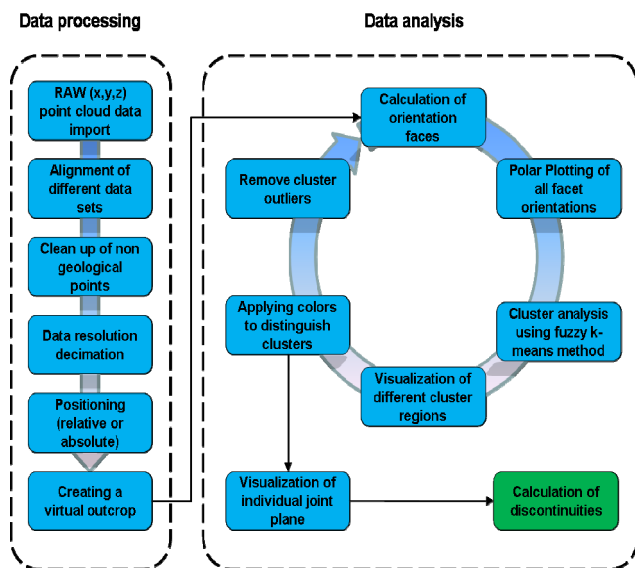 Data processing
RAW (x,y,z)
point cloud data
import
Alignment of
different data
sets
Clean up of non
geological
points
Data resolution
decimation
Positioning
(relative or
absolute)
Creating a
virtual outcrop
Data analysis
Calculation of
orientation
faces
Polar Plotting of
all facet
orientations
Cluster analysis
using fuzzy k-
means method
Visualization of
different cluster
regions
Applying colors
to distinguish
clusters
Remove cluster
outliers
Visualization of
individual joint
plane
Calculation of
discontinuities